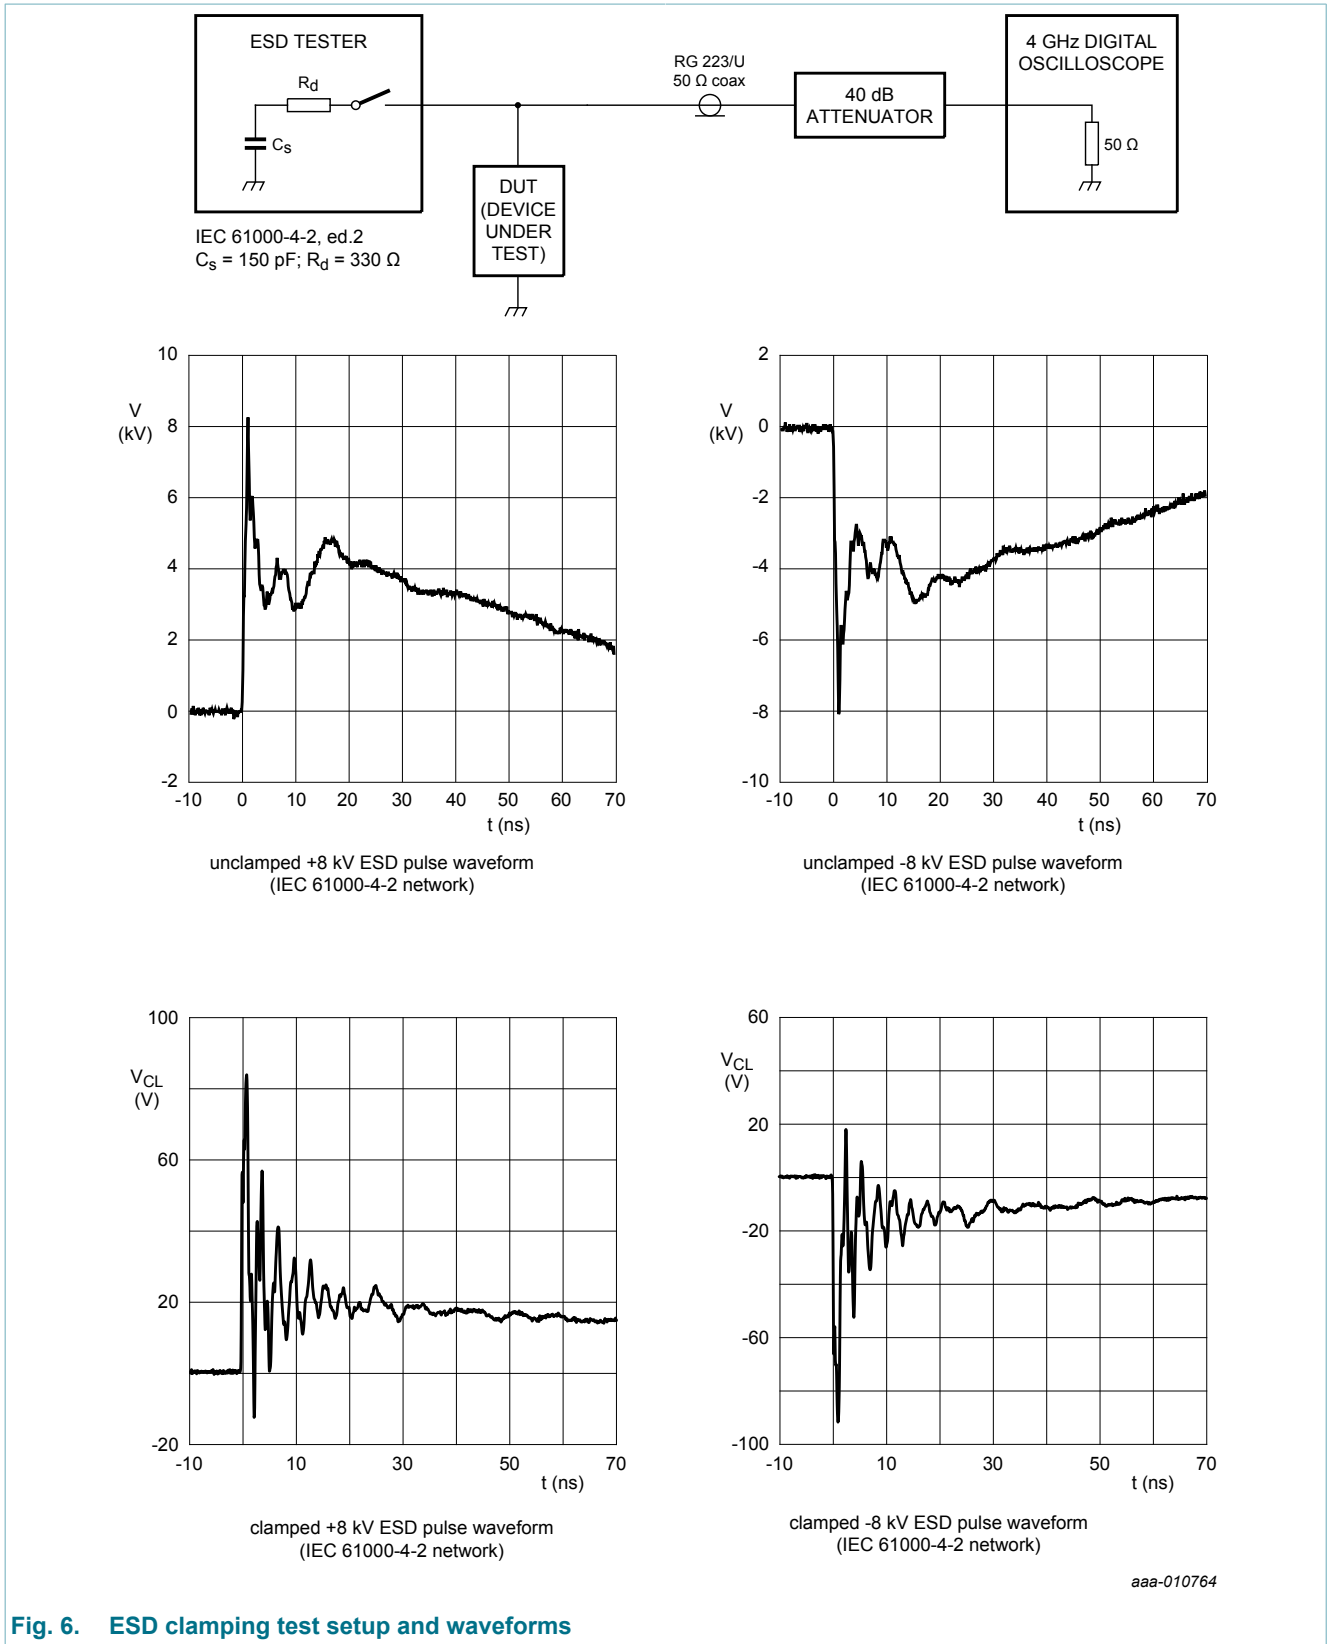 ESD TESTER
Rd
Cs
IEC 61000-4-2, ed.2
Cs = 150 pF; Rd = 330 Ω
DUT
(DEVICE
UNDER
TEST)
RG 223/U
50 Ω coax
40 dB
ATTENUATOR
4 GHz DIGITAL
OSCILLOSCOPE
50 Ω
V
(kV)
10
8
6
4
2
0
-2
-10 0 10 20 30 40 50 60 70
t (ns)
unclamped +8 kV ESD pulse waveform
(IEC 61000-4-2 network)
V
(kV)
2
0
-2
-4
-6
-8
-10
-10 0 10 20 30 40 50 60 70
t (ns)
unclamped -8 kV ESD pulse waveform
(IEC 61000-4-2 network)
VCL
(V)
100
60
20
-20
-10 10 30 50 70
t (ns)
clamped +8 kV ESD pulse waveform
(IEC 61000-4-2 network)
VCL
(V)
60
20
-20
-60
-100
-10 10 30 50 70
t (ns)
clamped -8 kV ESD pulse waveform
(IEC 61000-4-2 network)
aaa-010764
Fig. 6. ESD clamping test setup and waveforms